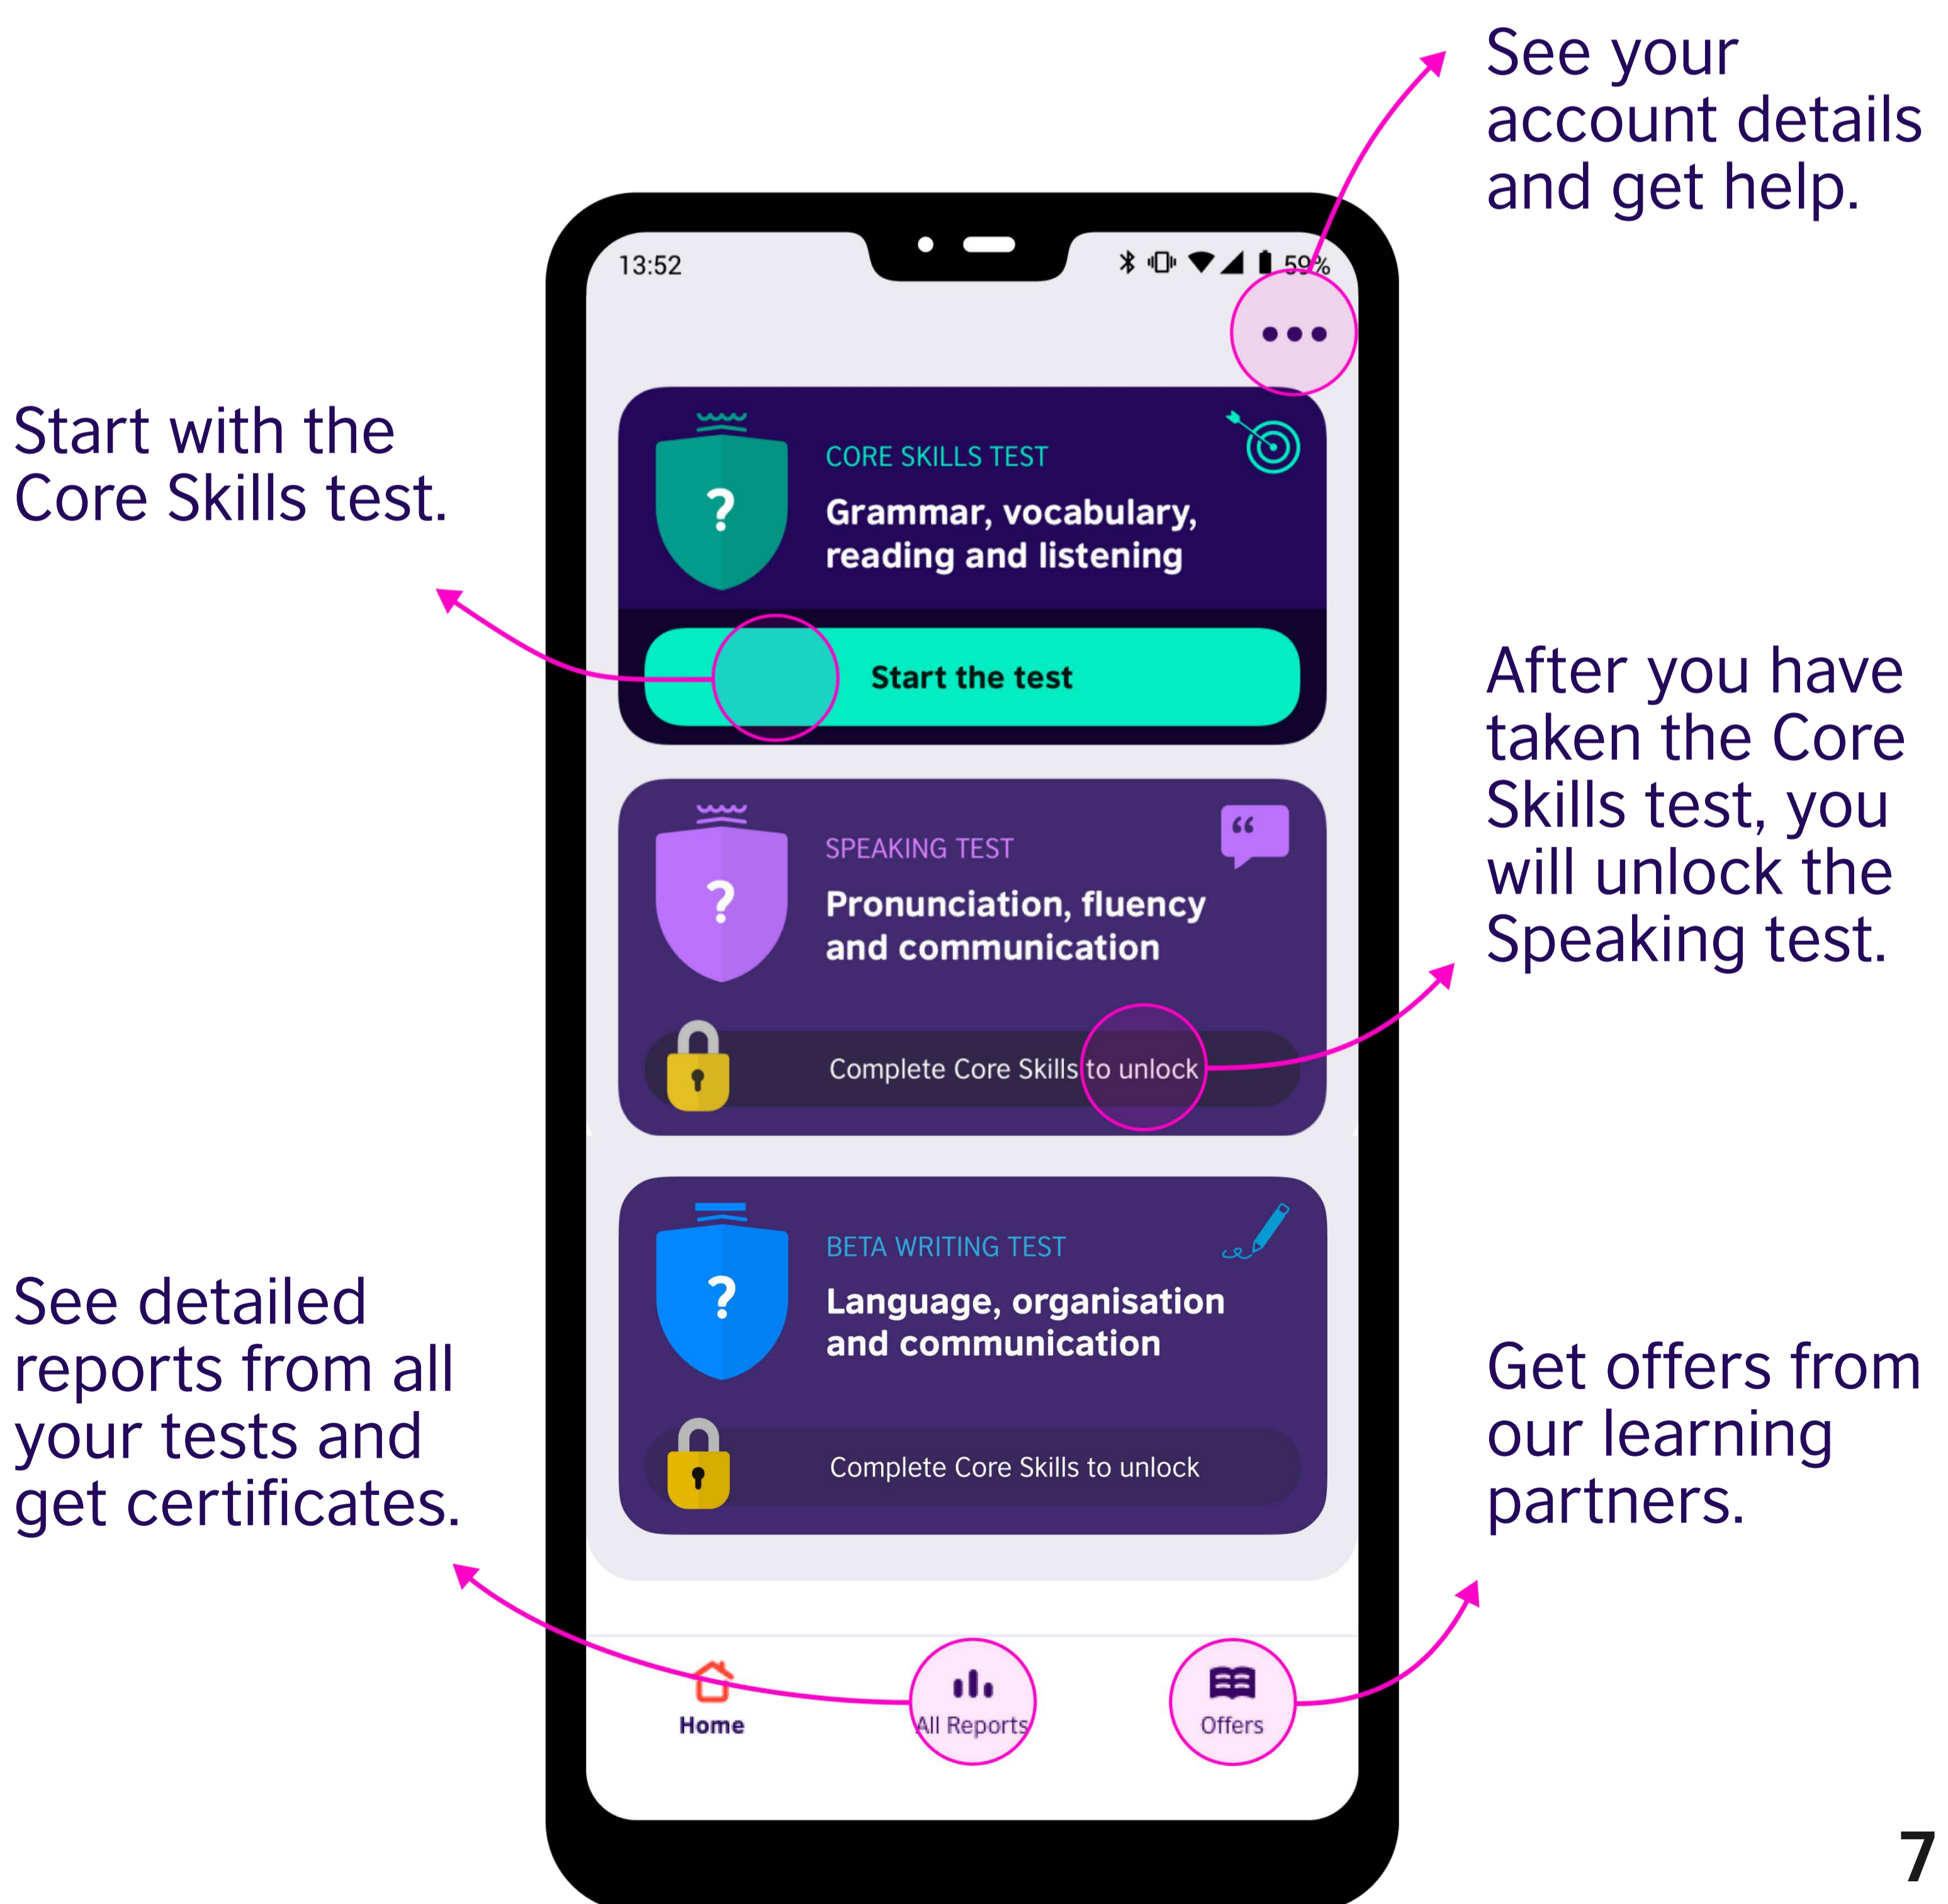 See your
account details
and get help.
13:52
59%
•••
Start with the
Core Skills test.
CORE SKILLS TEST
?
Grammar, vocabulary,
reading and listening
Start the test
After you have
taken the Core
Skills test, you
will unlock the
Speaking test.
SPEAKING TEST
“
?
Pronunciation, fluency
and communication
Complete Core Skills to unlock
See detailed
reports from all
your tests and
get certificates.
BETA WRITING TEST
?
Language, organisation
and communication
Complete Core Skills to unlock
Get offers from
our learning
partners.
Home
All Reports
Offers
7